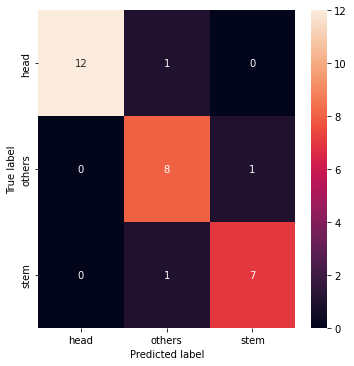 12
head
12 1 0
10
8
True label
others
0 8 1
6
4
stem
0 1 7
2
0
head others stem
Predicted label